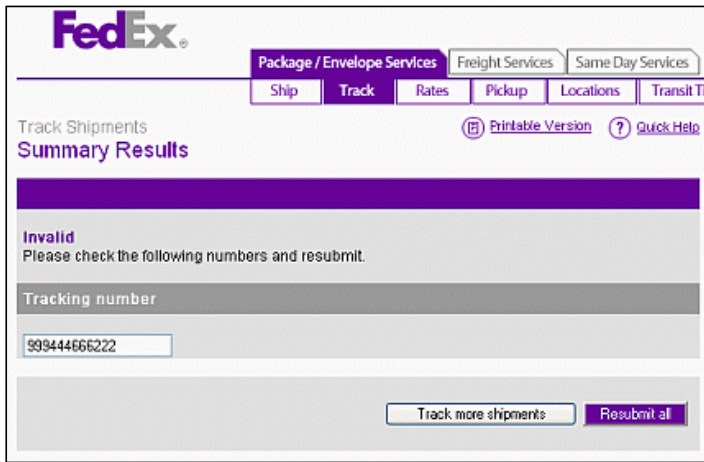 FedEx®
Package / Envelope Services Freight Services Same Day Services
Ship Track Rates Pickup Locations Transit Ti
Track Shipments
Printable Version ? Quick Help
Summary Results
Invalid
Please check the following numbers and resubmit.
Tracking number
999444666222
Track more shipments Resubmit all